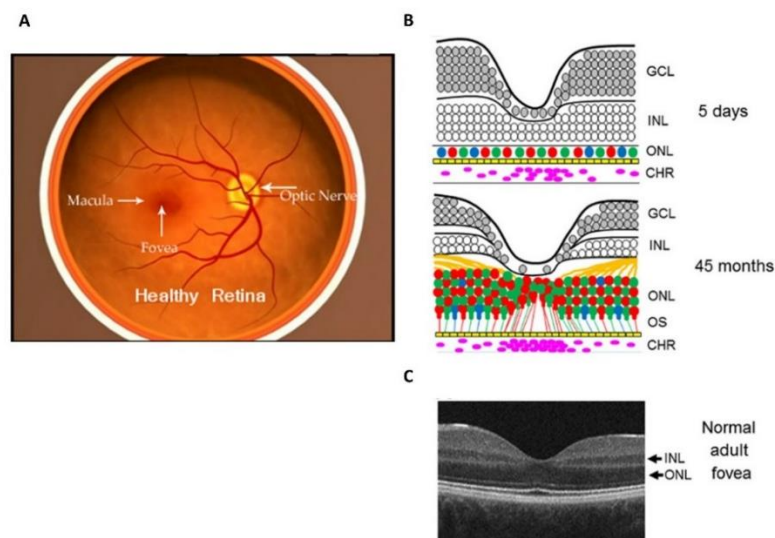 A
Macula
Optic Nerve
Fovea
Healthy Retina
B
GCL
INL
5 days
ONL
CHR
GCL
INL
45 months
ONL
OS
CHR
C
Normal
INL
adult
ONL
fovea